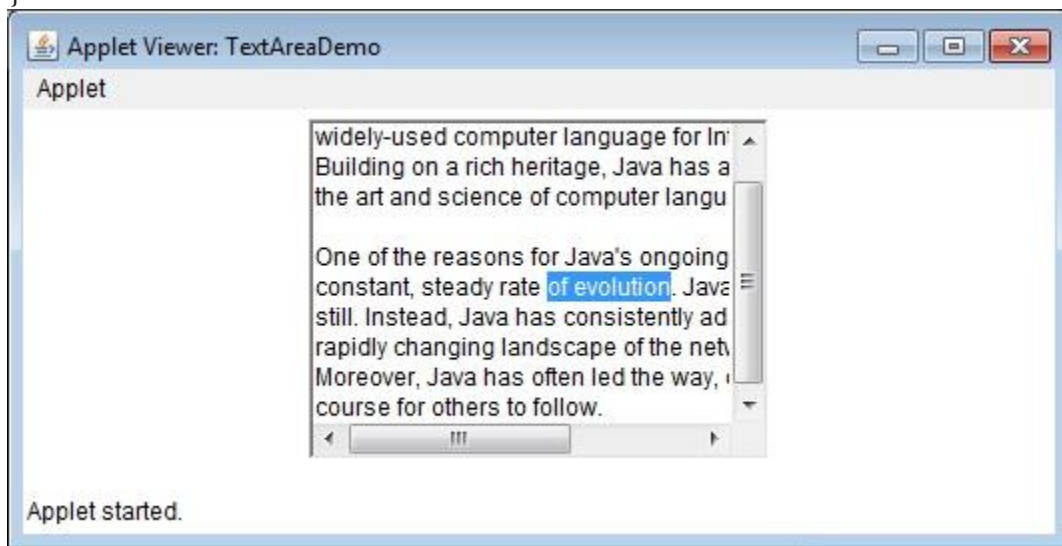 }
Applet Viewer: TextAreaDemo
Applet
widely-used computer language for
Building on a rich heritage, Java has a
the art and science of computer langu
One of the reasons for Java's ongoing
constant, steady rate of evolution. Java
still. Instead, Java has consistently ad
rapidly changing landscape of the
Moreover, Java has often led the way,
course for others to follow.
Applet started.